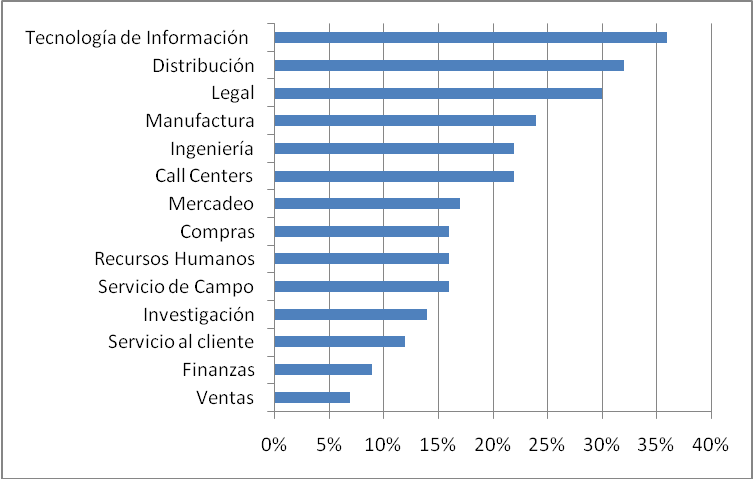 Tecnología de Información
Distribución
Legal
Manufactura
Ingeniería
Call Centers
Mercadeo
Compras
Recursos Humanos
Servicio de Campo
Investigación
Servicio al cliente
Finanzas
Ventas
0% 5% 10% 15% 20% 25% 30% 35% 40%